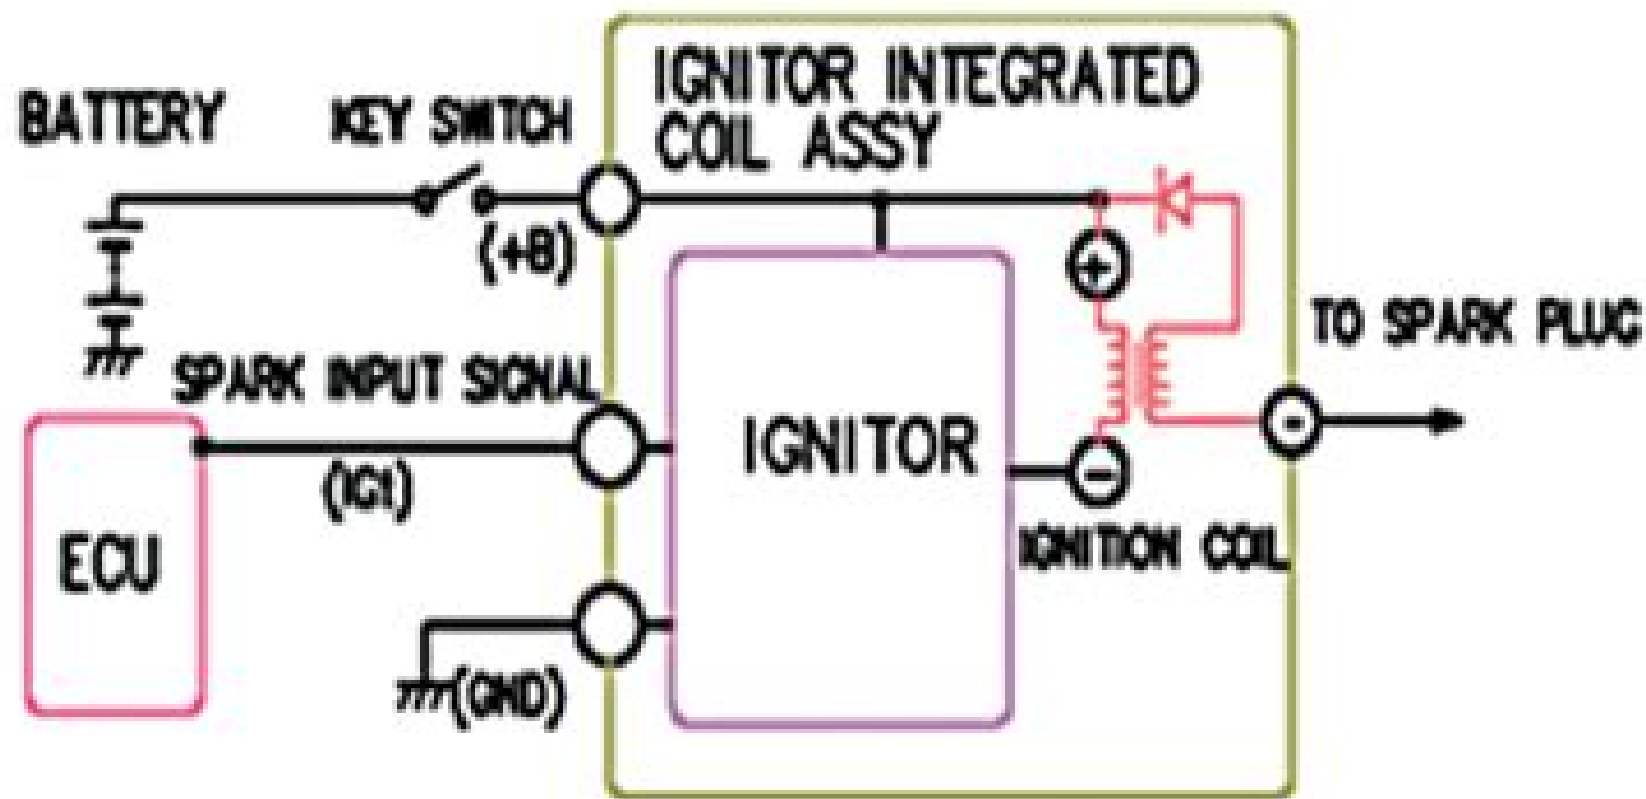 IGNITOR INTEGRATED
COIL ASSY
BATTERY
KEY SWITCH
(+B)
+
TO SPARK PLUG
SPARK INPUT SIGNAL
(IG1)
IGNITOR
-
-
IGNITION COIL
ECU
(GND)